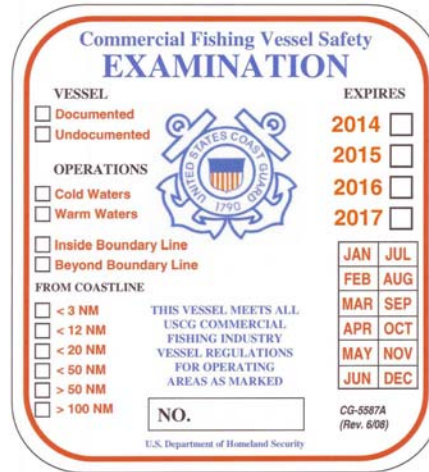 Commercial Fishing Vessel Safety
EXAMINATION
VESSEL
Documented
Undocumented
OPERATIONS
Cold Waters
Warm Waters
Inside Boundary Line
Beyond Boundary Line
FROM COASTLINE
< 3 NM
< 12 NM
< 20 NM
< 50 NM
> 50 NM
> 100 NM
UNITED STATES COAST GUARD
1790
THIS VESSEL MEETS ALL
USCG COMMERCIAL
FISHING INDUSTRY
VESSEL REGULATIONS
FOR OPERATING
AREAS AS MARKED
NO.
EXPIRES
2014
2015
2016
2017
JAN JUL
FEB AUG
MAR SEP
APR OCT
MAY NOV
JUN DEC
CG-5587A
(Rev. 6/08)
U.S. Department of Homeland Security